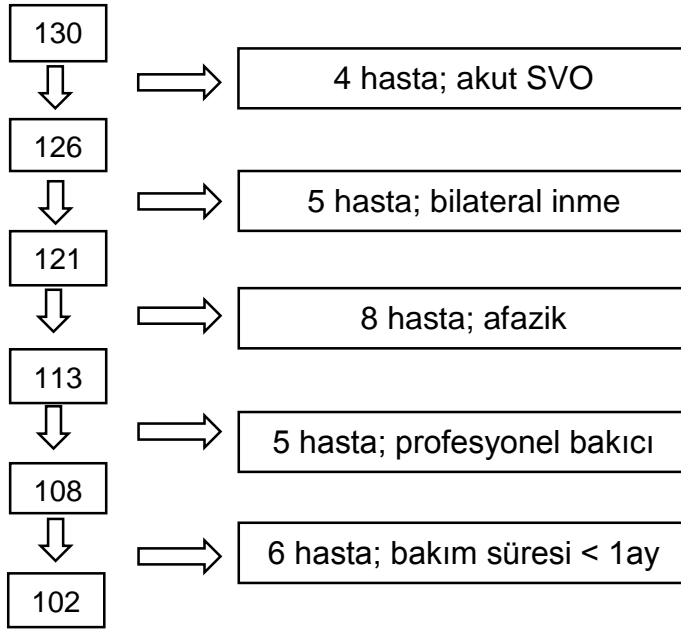 130
4 hasta; akut SVO
126
5 hasta; bilateral inme
121
8 hasta; afazik
113
5 hasta; profesyonel bakıcı
108
6 hasta; bakım süresi < 1ay
102